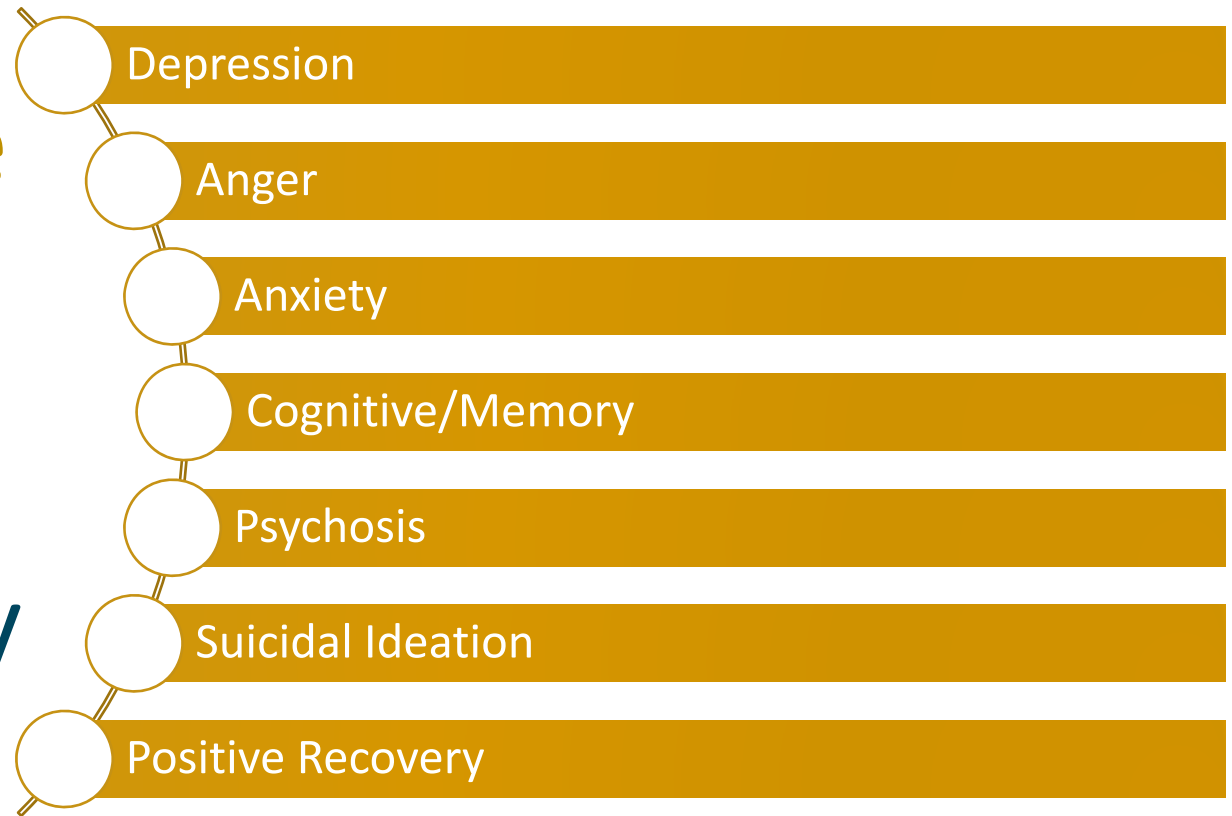 Depression
Anger
Anxiety
Cognitive/Memory
Psychosis
Suicidal Ideation
Positive Recovery